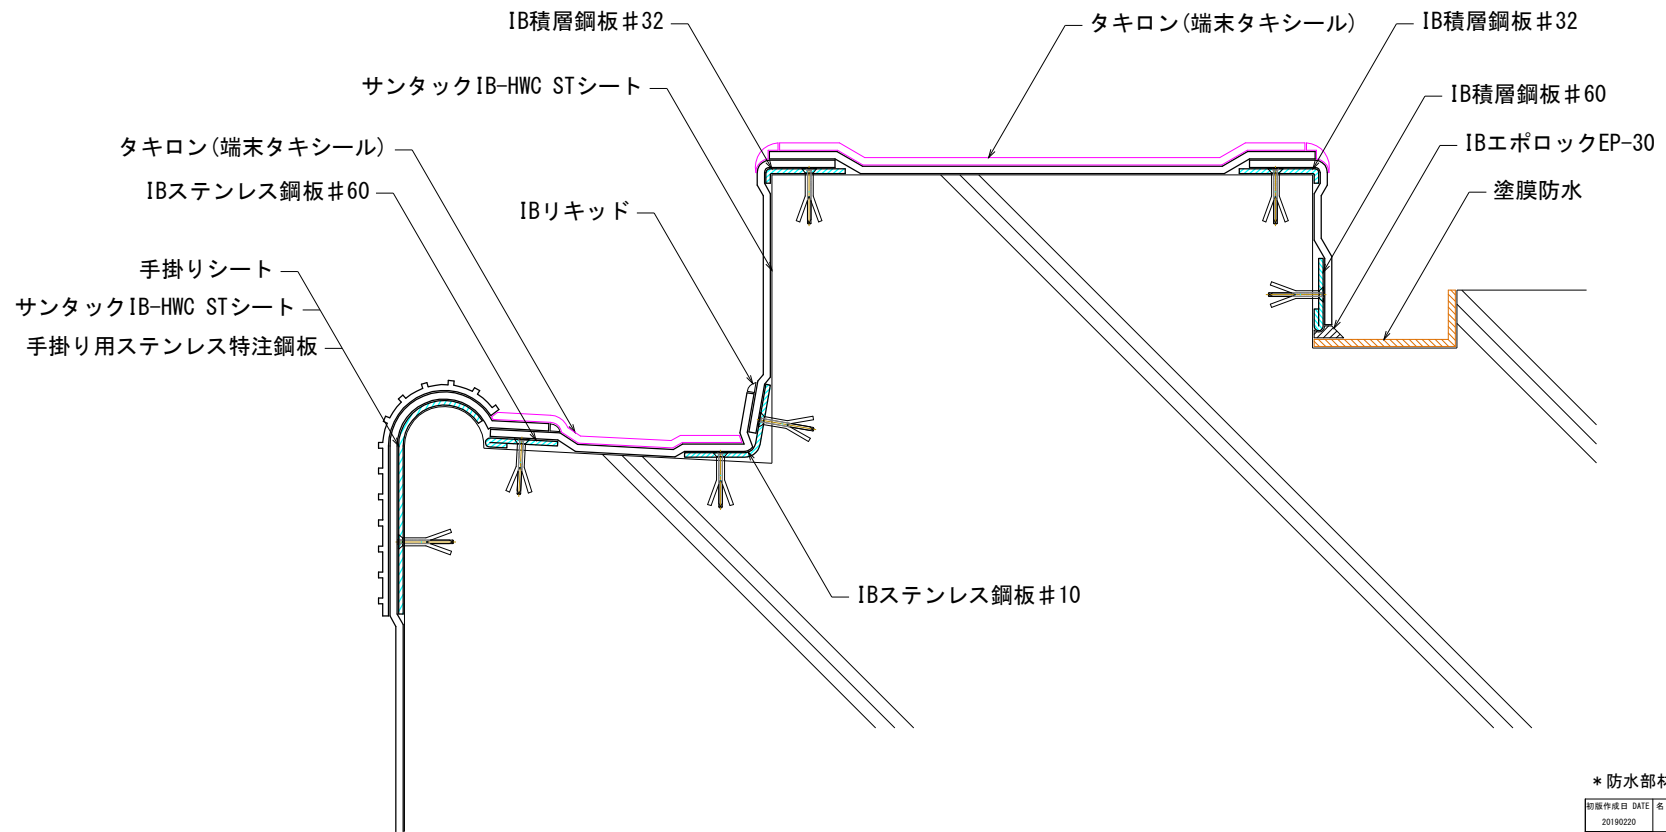 IB積層鋼板♯32
タキロン(端末タキシール)
IB積層鋼板♯32
サンタックIB-HWC STシート
IB積層鋼板♯60
タキロン(端末タキシール)
IBエポロックEP-30
IBステンレス鋼板♯60
IBリキッド
塗膜防水
手掛りシート
サンタックIB-HWC STシート
手掛り用ステンレス特注鋼板
IBステンレス鋼板♯10
*防水部材
初版作成日 DATE
名
20190220